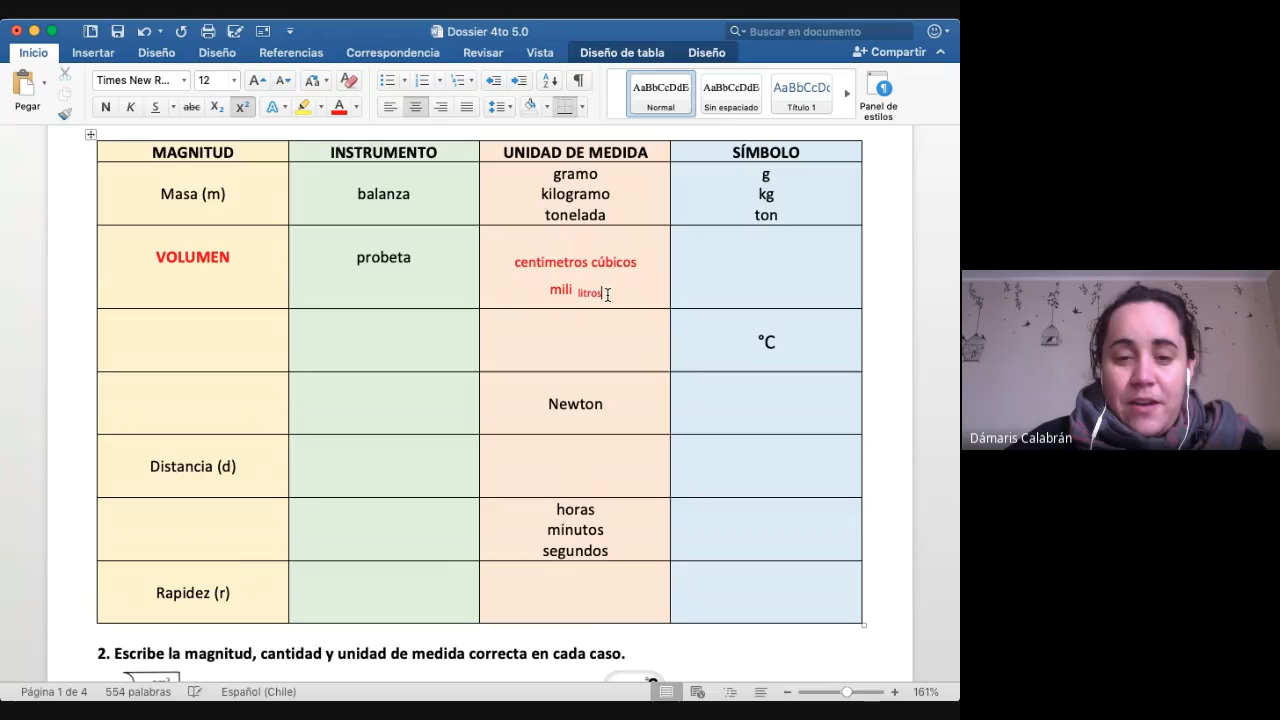 Dossier 4to 5.0
Buscar en documento
Inicio Insertar Diseño Diseño Referencias Correspondencia Revisar Vista Diseño de tabla Diseño Compartir
Pegar
Times New R... 12
N K S abc X₂ X²
AaBbCcDdE AaBbCcDdE AaBbCcDc
Normal Sin espaciado Título 1
Panel de estilos
MAGNITUD INSTRUMENTO UNIDAD DE MEDIDA SÍMBOLO
Masa (m) balanza gramo kilogramo tonelada g kg ton
VOLUMEN probeta centimetros cúbicos mili litros
°C
Newton
Distancia (d)
horas minutos segundos
Rapidez (r)
2. Escribe la magnitud, cantidad y unidad de medida correcta en cada caso.
Página 1 de 4 554 palabras Español (Chile) 161%
Dámaris Calabrán